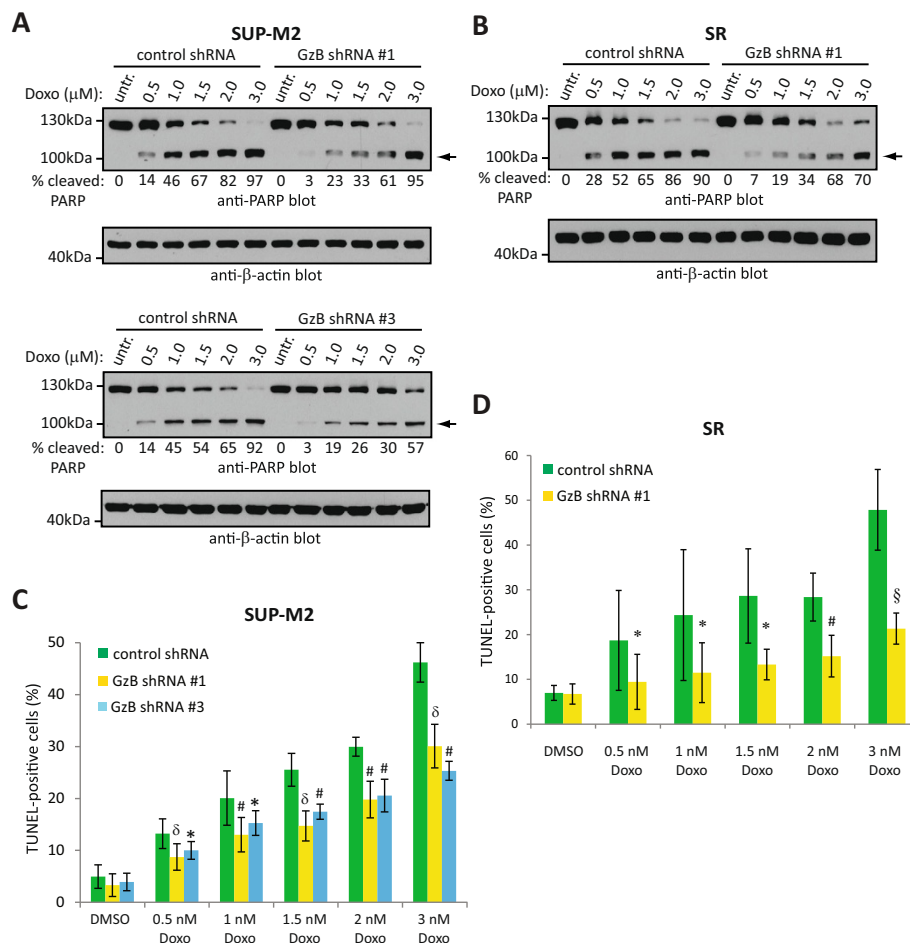 A
SUP-M2
control shRNA GzB shRNA #1
Doxo (µM): untr. 0.5 1.0 1.5 2.0 3.0 untr. 0.5 1.0 1.5 2.0 3.0
130kDa
100kDa
% cleaved: 0 14 46 67 82 97 0 3 23 33 61 95
PARP anti-PARP blot
40kDa
anti-β-actin blot
control shRNA GzB shRNA #3
Doxo (µM): untr. 0.5 1.0 1.5 2.0 3.0 untr. 0.5 1.0 1.5 2.0 3.0
130kDa
100kDa
% cleaved: 0 14 45 54 65 92 0 3 19 26 30 57
PARP anti-PARP blot
40kDa
anti-β-actin blot
B
SR
control shRNA GzB shRNA #1
Doxo (µM): untr. 0.5 1.0 1.5 2.0 3.0 untr. 0.5 1.0 1.5 2.0 3.0
130kDa
100kDa
% cleaved: 0 28 52 65 86 90 0 7 19 34 68 70
PARP anti-PARP blot
40kDa
anti-β-actin blot
C
SUP-M2
TUNEL-positive cells (%)
50
40
30
20
10
0
control shRNA
GzB shRNA #1
GzB shRNA #3
δ * # * δ # # # δ #
DMSO 0.5 nM 1 nM 1.5 nM 2 nM 3 nM
Doxo Doxo Doxo Doxo Doxo
D
SR
TUNEL-positive cells (%)
60
50
40
30
20
10
0
control shRNA
GzB shRNA #1
* * * # §
DMSO 0.5 nM 1 nM 1.5 nM 2 nM 3 nM
Doxo Doxo Doxo Doxo Doxo